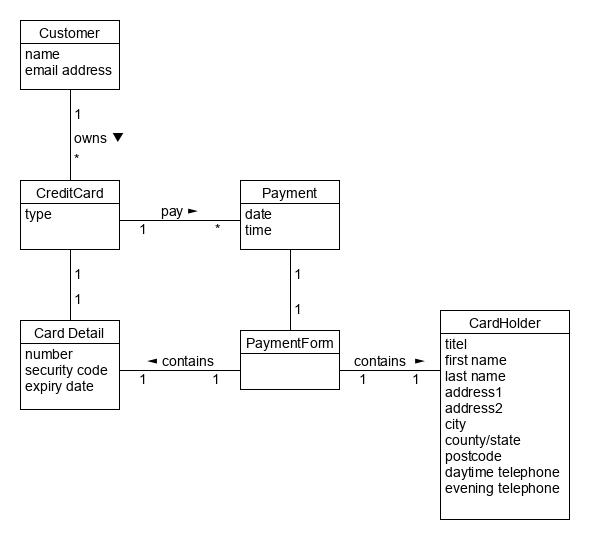 Customer
name
email address
1
owns ▼
*
CreditCard
type
pay ►
1 *
Payment
date
time
1
1
1
1
Card Detail
number
security code
expiry date
◄ contains
1 1
PaymentForm
contains ►
1 1
CardHolder
titel
first name
last name
address1
address2
city
county/state
postcode
daytime telephone
evening telephone